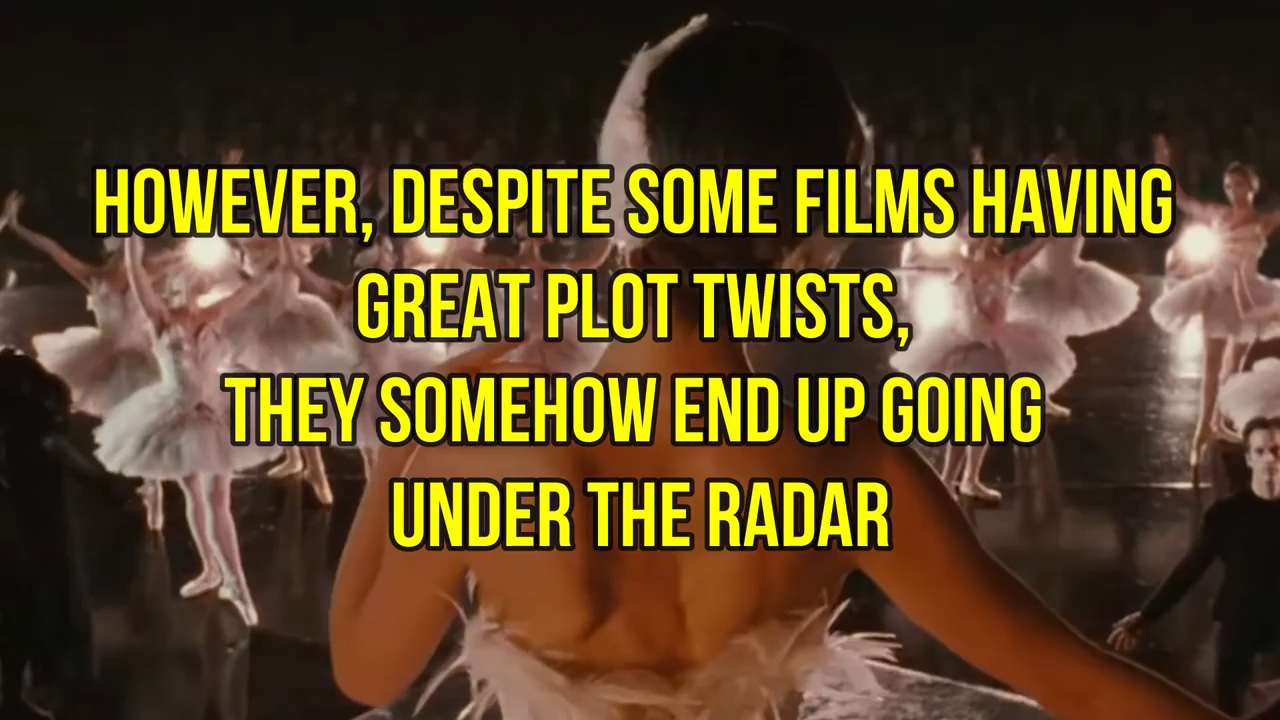 HOWEVER, DESPITE SOME FILMS HAVING
GREAT PLOT TWISTS,
THEY SOMEHOW END UP GOING
UNDER THE RADAR